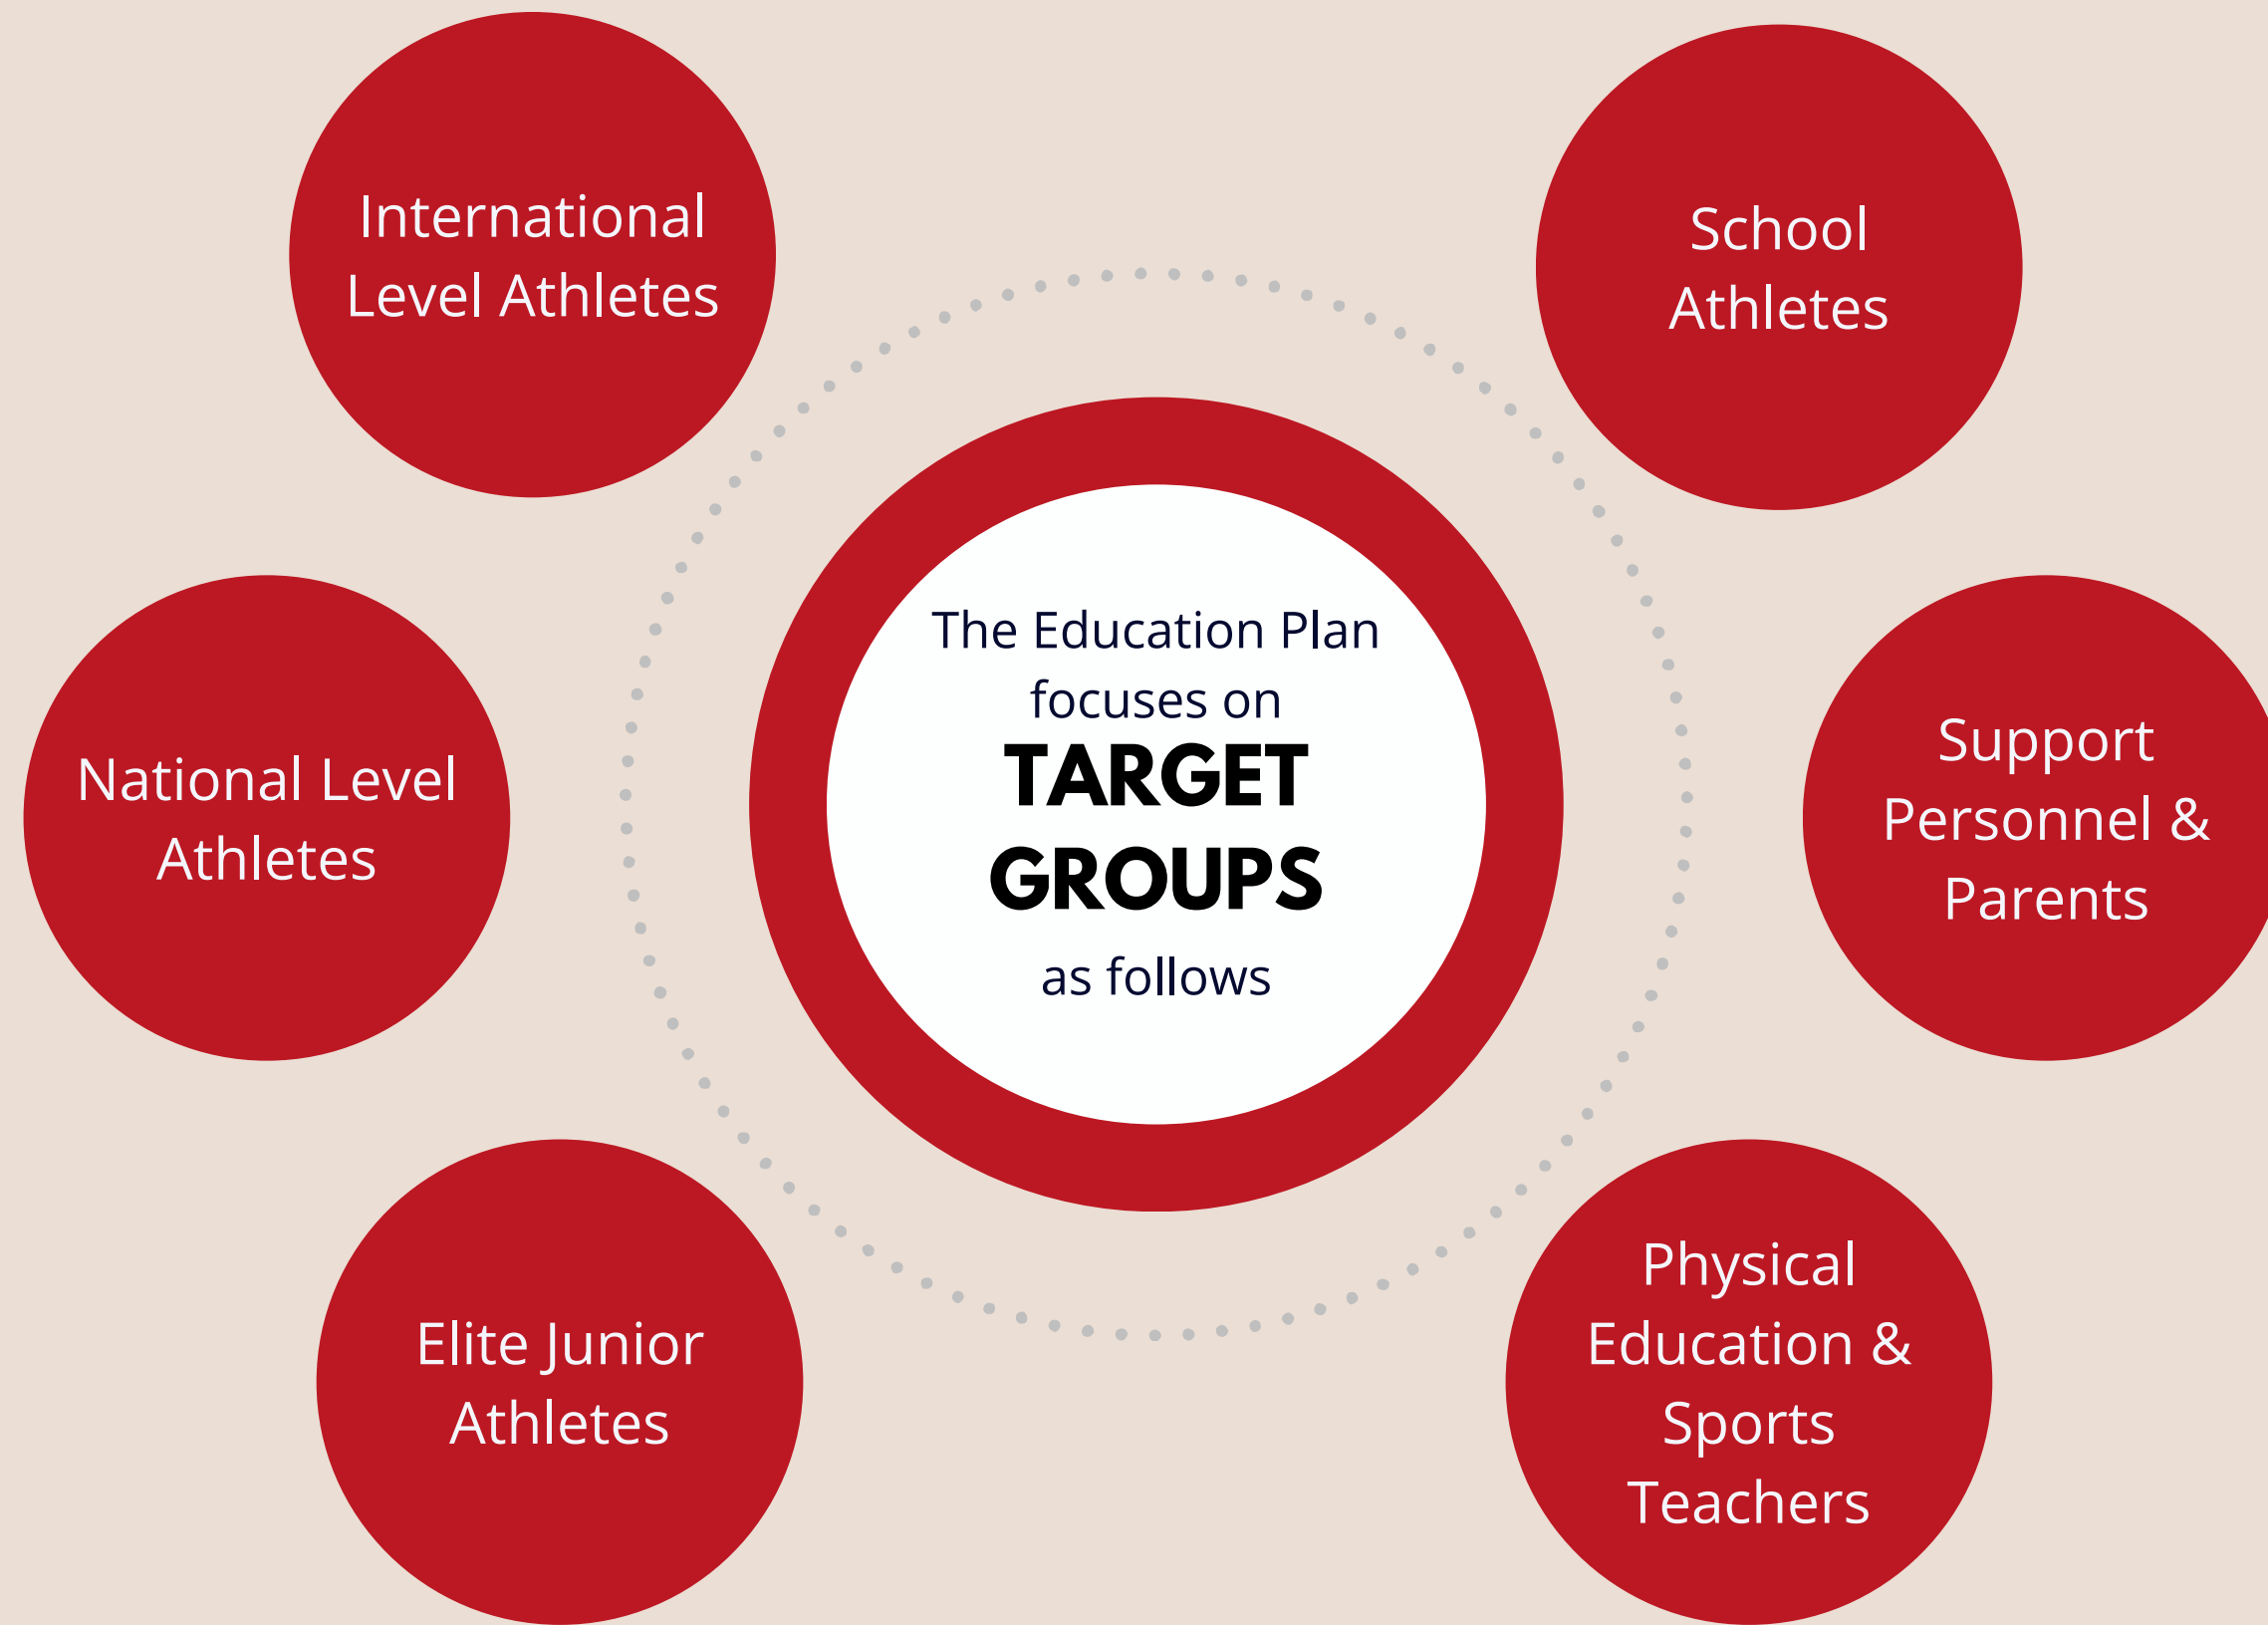 International
Level Athletes
School
Athletes
The Education Plan
focuses on
TARGET
GROUPS
as follows
National Level
Athletes
Support
Personnel &
Parents
Elite Junior
Athletes
Physical
Education &
Sports
Teachers